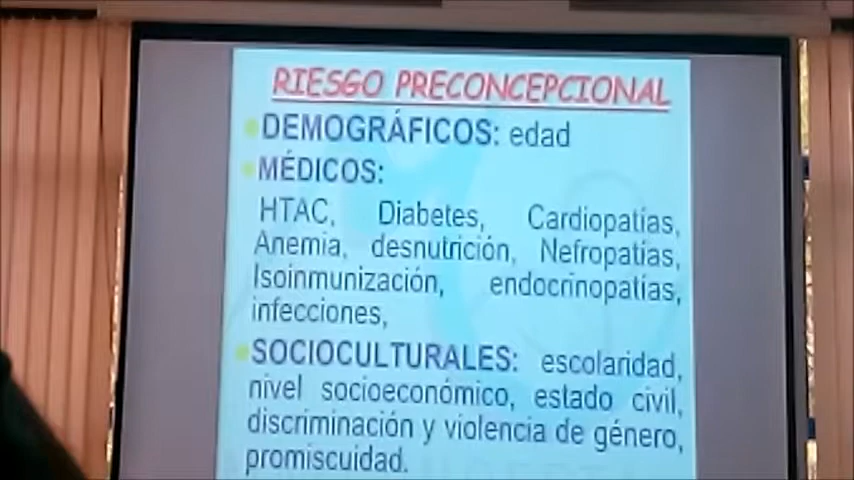 RIESGO PRECONCEPCIONAL
DEMOGRÁFICOS: edad
MÉDICOS:
HTAC, Diabetes, Cardiopatías,
Anemia, desnutrición, Nefropatías,
Isoinmunización, endocrinopatías,
infecciones,
SOCIOCULTURALES: escolaridad,
nivel socioeconómico, estado civil,
discriminación y violencia de género,
promiscuidad.